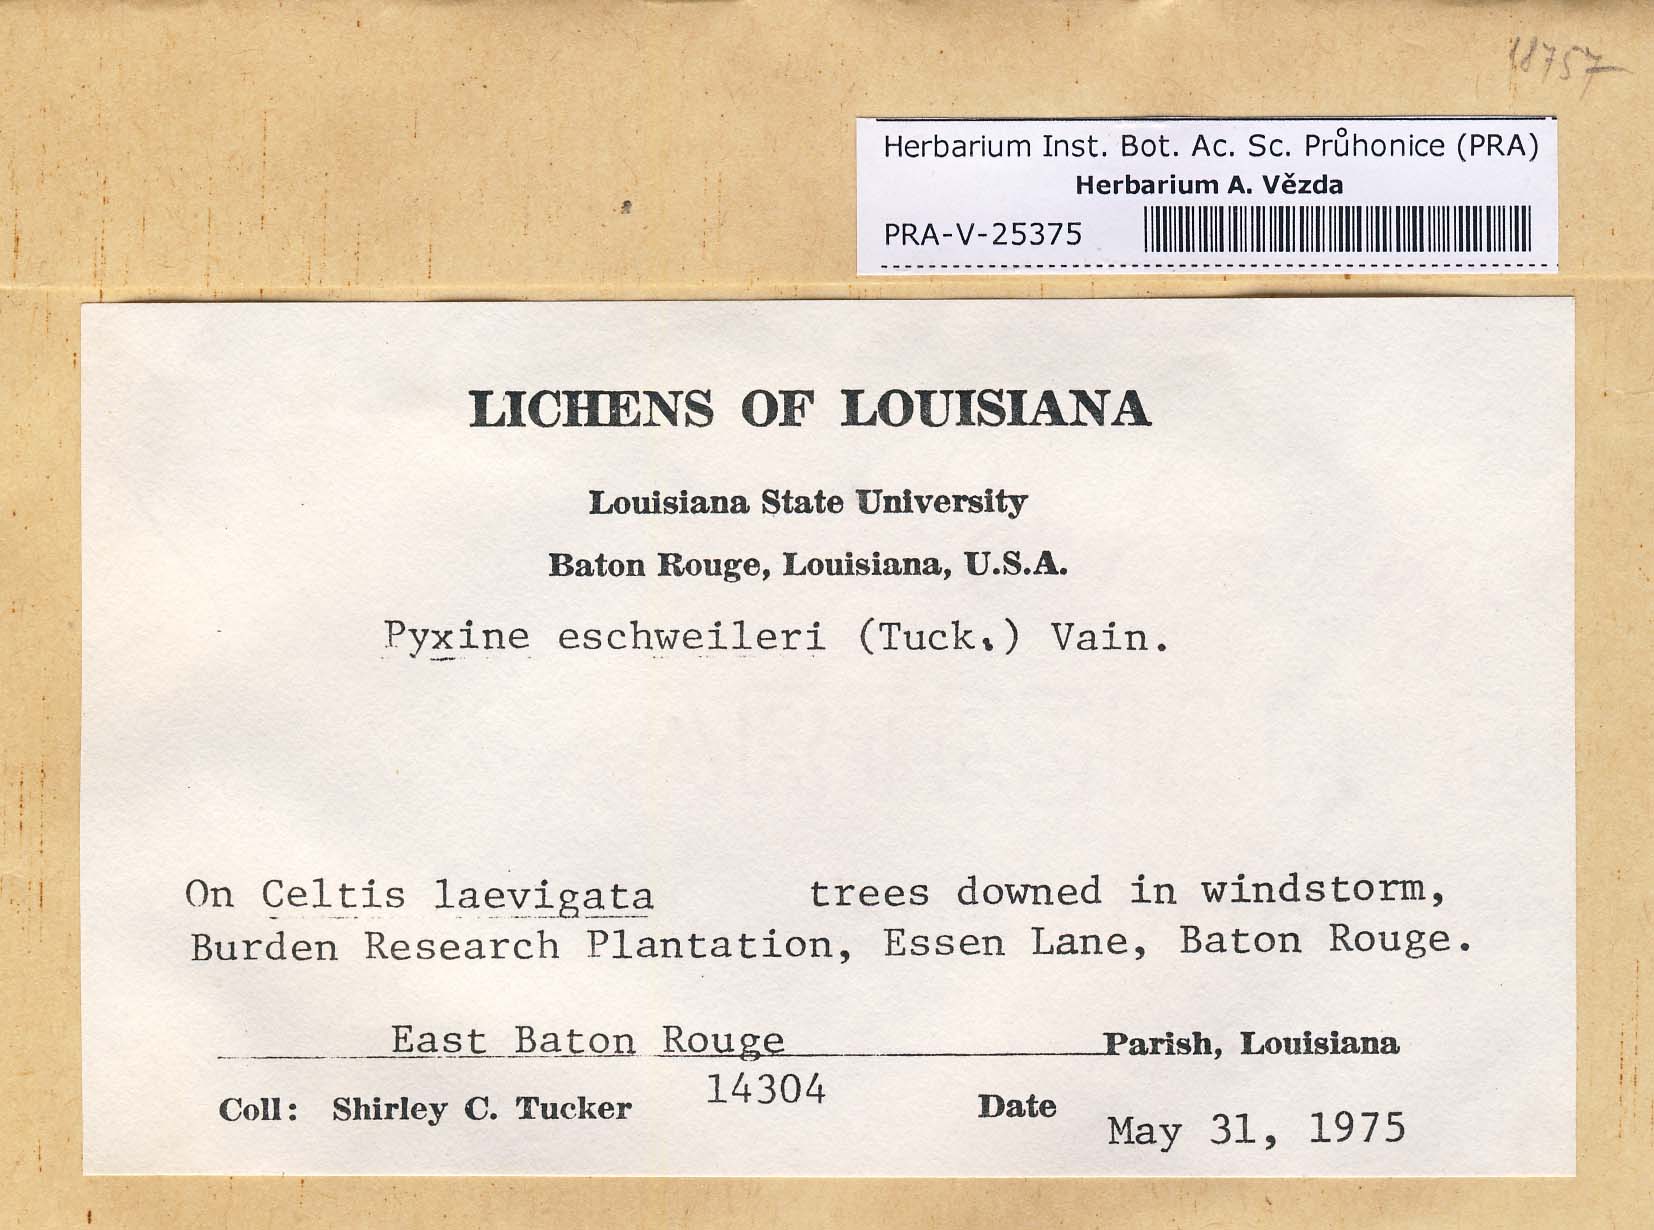 18757
Herbarium Inst. Bot. Ac. Sc. Průhonice (PRA)
Herbarium A. Vězda
PRA-V-25375
LICHENS OF LOUISIANA
Louisiana State University
Baton Rouge, Louisiana, U.S.A.
Pyxine eschweileri (Tuck.) Vain.
On Celtis laevigata trees downed in windstorm,
Burden Research Plantation, Essen Lane, Baton Rouge.
East Baton Rouge Parish, Louisiana
Coll: Shirley C. Tucker 14304 Date May 31, 1975